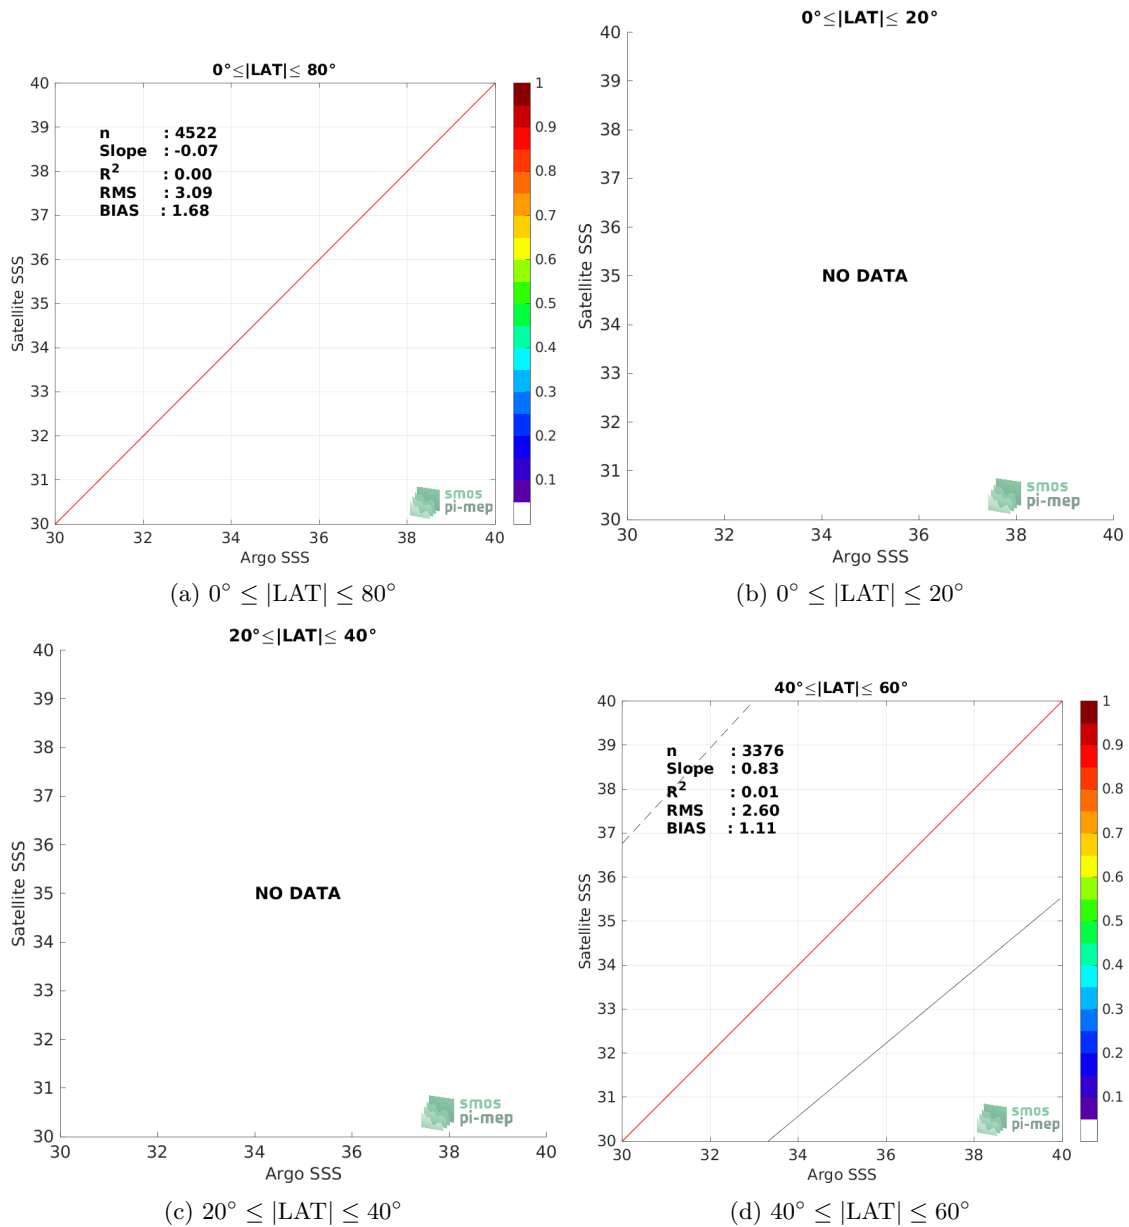 0°≤|LAT|≤ 80°
40
39
38
37
36
35
34
33
32
31
30
30
32
34
36
38
40
Satellite SSS
Argo SSS
n : 4522
Slope : -0.07
R² : 0.00
RMS : 3.09
BIAS : 1.68
1
0.9
0.8
0.7
0.6
0.5
0.4
0.3
0.2
0.1
smos
pi-mep
(a) 0° ≤ |LAT| ≤ 80°
0°≤|LAT|≤ 20°
40
39
38
37
36
35
34
33
32
31
30
30
32
34
36
38
40
Satellite SSS
Argo SSS
NO DATA
smos
pi-mep
(b) 0° ≤ |LAT| ≤ 20°
20°≤|LAT|≤ 40°
40
39
38
37
36
35
34
33
32
31
30
30
32
34
36
38
40
Satellite SSS
Argo SSS
NO DATA
smos
pi-mep
(c) 20° ≤ |LAT| ≤ 40°
40°≤|LAT|≤ 60°
40
39
38
37
36
35
34
33
32
31
30
30
32
34
36
38
40
Satellite SSS
Argo SSS
n : 3376
Slope : 0.83
R² : 0.01
RMS : 2.60
BIAS : 1.11
1
0.9
0.8
0.7
0.6
0.5
0.4
0.3
0.2
0.1
smos
pi-mep
(d) 40° ≤ |LAT| ≤ 60°